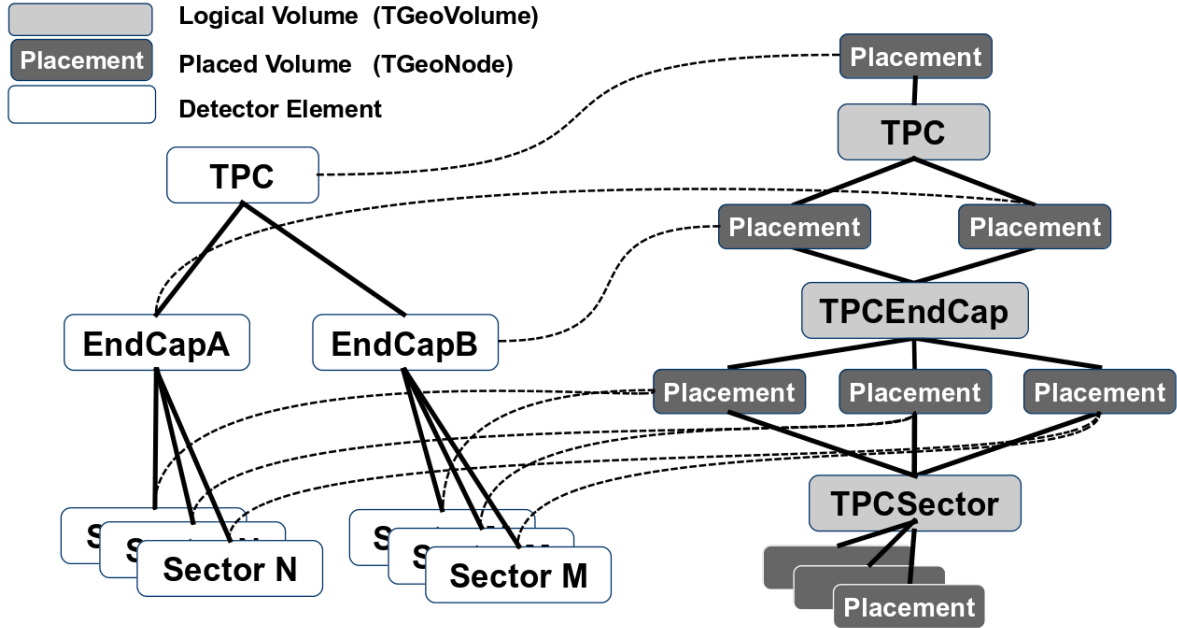 Logical Volume (TGeoVolume)
Placement
Placed Volume (TGeoNode)
Detector Element
Placement
TPC
TPC
Placement
Placement
TPCEndCap
EndCapA
EndCapB
Placement
Placement
Placement
TPCSector
Sector N
Sector M
Placement